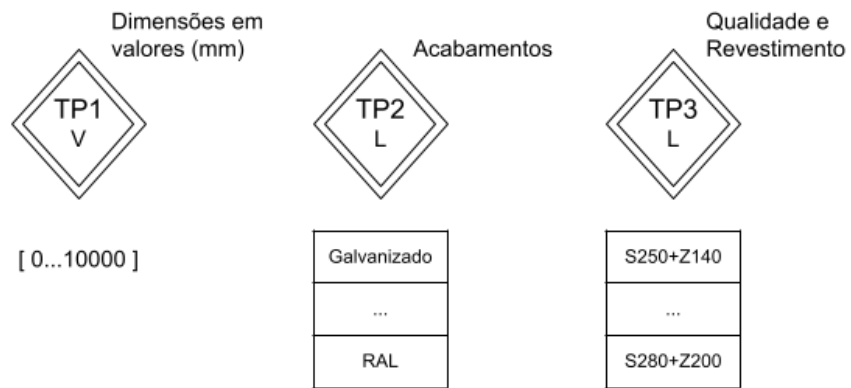 Dimensões em
valores (mm)
Acabamentos
Qualidade e
Revestimento
TP1
V
TP2
L
TP3
L
[ 0...10000 ]
Galvanizado
...
RAL
S250+Z140
...
S280+Z200